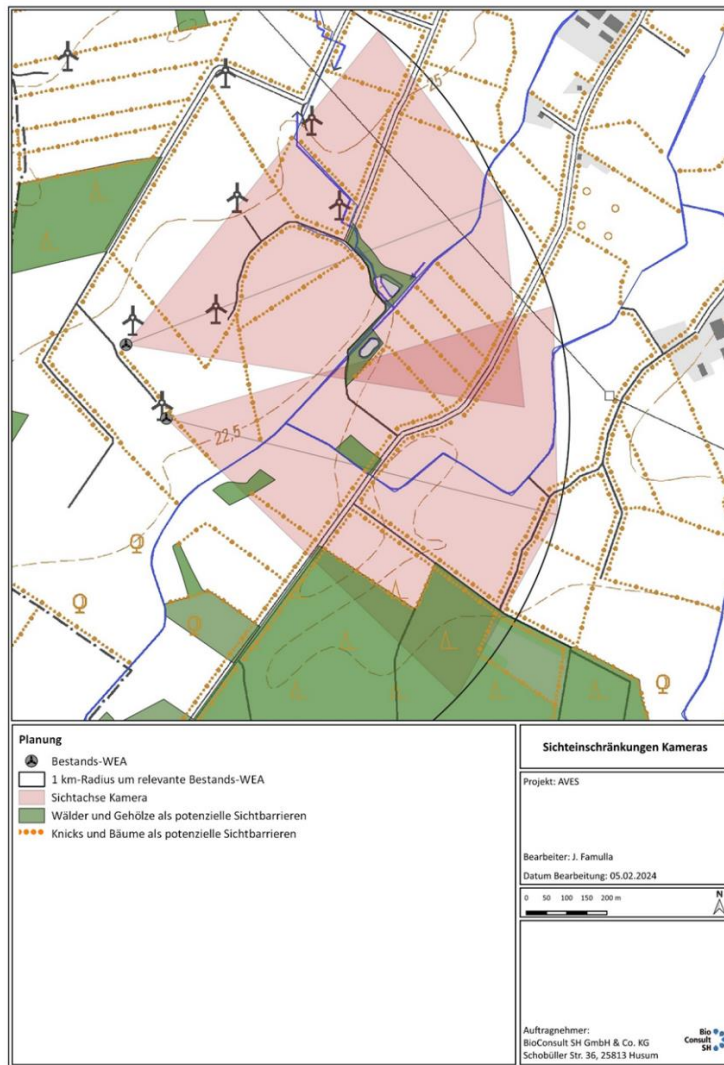 25
22,5
Planung
Bestands-WEA
1 km-Radius um relevante Bestands-WEA
Sichtachse Kamera
Wälder und Gehölze als potenzielle Sichtbarrieren
Knicks und Bäume als potenzielle Sichtbarrieren
Sichteinschränkungen Kameras
Projekt: AVES
Bearbeiter: J. Famulla
Datum Bearbeitung: 05.02.2024
0 50 100 150 200 m
N
Auftragnehmer:
BioConsult SH GmbH & Co. KG
Schobüller Str. 36, 25813 Husum
Bio
Consult
SH